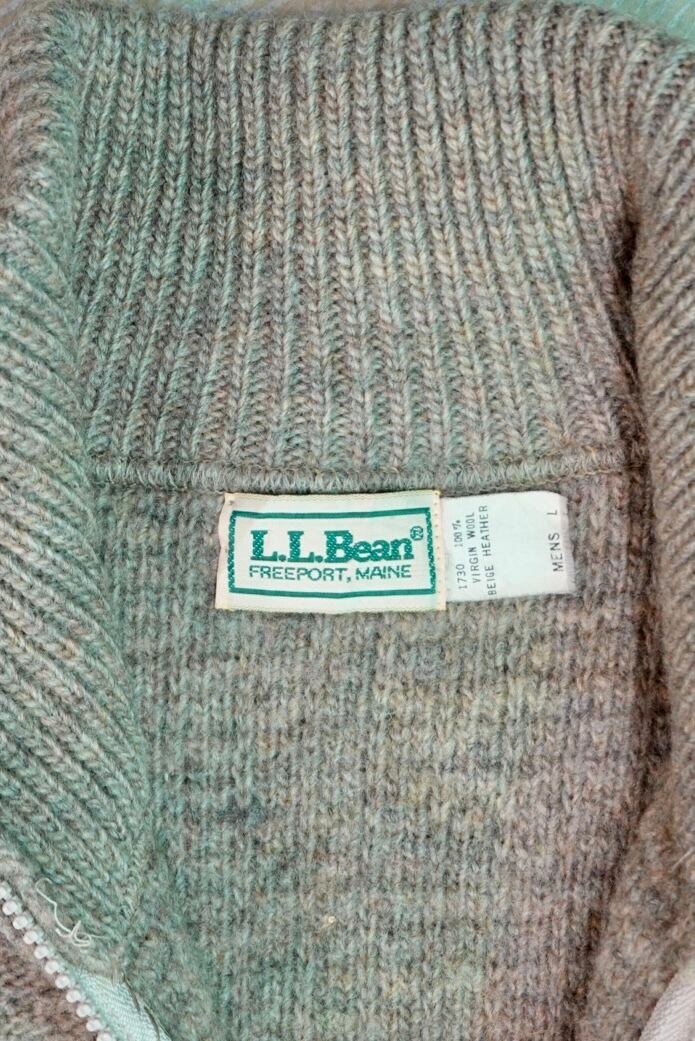 L.L.Bean®
FREEPORT, MAINE
1730 100%
VIRGIN WOOL
BEIGE HEATHER
MENS L